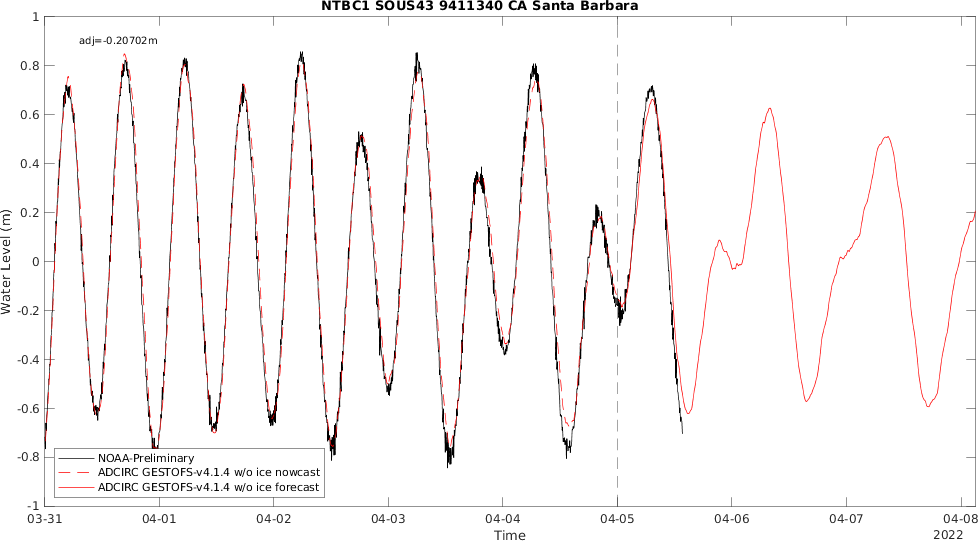 NTBC1 SOUS43 9411340 CA Santa Barbara
adj=-0.20702m
1
0.8
0.6
0.4
0.2
0
-0.2
-0.4
-0.6
-0.8
-1
Water Level (m)
NOAA-Preliminary
ADCIRC GESTOFS-v4.1.4 w/o ice nowcast
ADCIRC GESTOFS-v4.1.4 w/o ice forecast
03-31 04-01 04-02 04-03 04-04 04-05 04-06 04-07 04-08
Time
2022